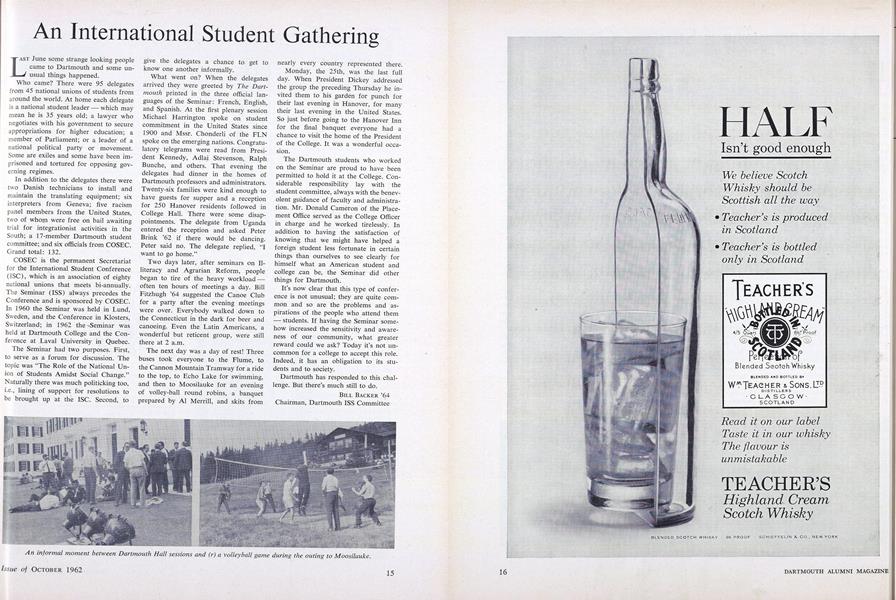 An International Student Gathering
LAST June some strange looking people
came to Dartmouth and some un-
usual things happened.
Who came? There were 95 delegates
from 45 national unions of students from
around the world. At home each delegate
is a national student leader — which may
mean he is 35 years old; a lawyer who
negotiates with his government to secure
appropriations for higher education; a
member of Parliament; or a leader of a
national political party or movement.
Some are exiles and some have been im-
prisoned and tortured for opposing gov-
erning regimes.
In addition to the delegates there were
two Danish technicians to install and
maintain the translating equipment; six
interpreters from Geneva; five racism
panel members from the United States,
two of whom were free on bail awaiting
trial for integrationist activities in the
South; a 17-member Dartmouth student
committee; and six officials from COSEC.
Grand total: 132.
COSEC is the permanent Secretariat
for the International Student Conference
(ISC), which is an association of eighty
national unions that meets bi-annually.
The Seminar (ISS) always precedes the
Conference and is sponsored by COSEC.
In 1960 the Seminar was held in Lund,
Sweden, and the Conference in Klosters,
Switzerland; in 1962 the Seminar was
held at Dartmouth College and the Con-
ference at Laval University in Quebec.
The Seminar had two purposes. First,
to serve as a forum for discussion. The
topic was "The Role of the National Un-
ion of Students Amidst Social Change."
Naturally there was much politicking too,
i.e., lining of support for resolutions to
be brought up at the ISC. Second, to
give the delegates a chance to get to
know one another informally.
What went on? When the delegates
arrived they were greeted by The Dart-
mouth printed in the three official lan-
guages of the Seminar: French, English,
and Spanish. At the first plenary session
Michael Harrington spoke on student
commitment in the United States since
1900 and Mssr. Chondeli of the FLN
spoke on the emerging nations. Congratu-
latory telegrams were read from Presi-
dent Kennedy, Adlai Stevenson, Ralph
Bunche, and others. That evening the
delegates had dinner in the homes of
Dartmouth professors and administrators.
Twenty-six families were kind enough to
have guests for supper and a reception
for 250 Hanover residents followed in
College Hall. There were some disap-
pointments. The delegate from Uganda
entered the reception and asked Peter
Brink '62 if there would be dancing.
Peter said no. The delegate replied, "I
want to go home."
Two days later, after seminars on Il-
literacy and Agrarian Reform, people
began to tire of the heavy workload —
often ten hours of meetings a day. Bill
Fitzhugh '64 suggested the Canoe Club
for a party after the evening meetings
were over. Everybody walked down to
the Connecticut in the dark for beer and
canoeing. Even the Latin Americans, a
wonderful but reticent group, were still
there at 2 a.m.
The next day was a day of rest! Three
buses took everyone to the Flume, to
the Cannon Mountain Tramway for a ride
to the top, to Echo Lake for swimming,
and then to Moosilauke for an evening
of volley-ball round robins, a banquet
prepared by Al Merrill, and skits from
nearly every country represented there.
Monday, the 25th, was the last full
day. When President Dickey addressed
the group the preceding Thursday he in-
vited them to his garden for punch for
their last evening in Hanover, for many
their last evening in the United States.
So just before going to the Hanover Inn
for the final banquet everyone had a
chance to visit the home of the President
of the College. It was a wonderful occa-
sion.
The Dartmouth students who worked
on the Seminar are proud to have been
permitted to hold it at the College. Con-
siderable responsibility lay with the
student committee, always with the benev-
olent guidance of faculty and administra-
tion. Mr. Donald Cameron of the Place-
ment Office served as the College Officer
in charge and he worked tirelessly. In
addition to having the satisfaction of
knowing that we might have helped a
foreign student less fortunate in certain
things than ourselves to see clearly for
himself what an American student and
college can be, the Seminar did other
things for Dartmouth.
It's now clear that this type of confer-
ence is not unusual; they are quite com-
mon and so are the problems and as-
pirations of the people who attend them
— students. If having the Seminar some-
how increased the sensitivity and aware-
ness of our community, what greater
reward could we ask? Today it's not un-
common for a college to accept this role.
Indeed, it has an obligation to its stu-
dents and to society.
Dartmouth has responded to this chal-
lenge. But there's much still to do.
BILL BACKER '64
Chairman, Dartmouth ISS Committee
An informal moment between Dartmouth Hall sessions and (r) a volleyball game during the outing to Moosilauke.
Issue of OCTOBER 1962
15
HALF
Isn't good enough
We believe Scotch
Whisky should be
Scottish all the way
• Teacher's is produced
in Scotland
• Teacher's is bottled
only in Scotland
TEACHER'S
HIGHLAND CREAM
BOTTLED IN
SCOTLAND
Perfection of
Blended Scotch Whisky
BLENDED AND BOTTLED BY
WM TEACHER & SONS, LTD
DISTILLERS
GLASGOW
SCOTLAND
Read it on our label
Taste it in our whisky
The flavour is
unmistakable
TEACHER'S
Highland Cream
Scotch Whisky
BLENDED SCOTCH WHISKY 86 PROOF SCHIEFFELIN & CO., NEW YORK
16
DARTMOUTH ALUMNI MAGAZINE